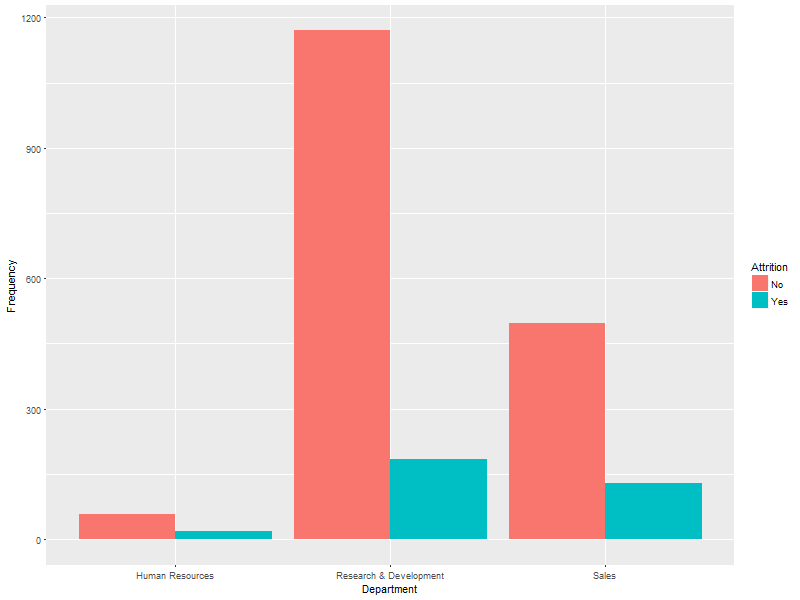 1200
900
600
300
0
Frequency
Human Resources
Research & Development
Sales
Department
Attrition
No
Yes